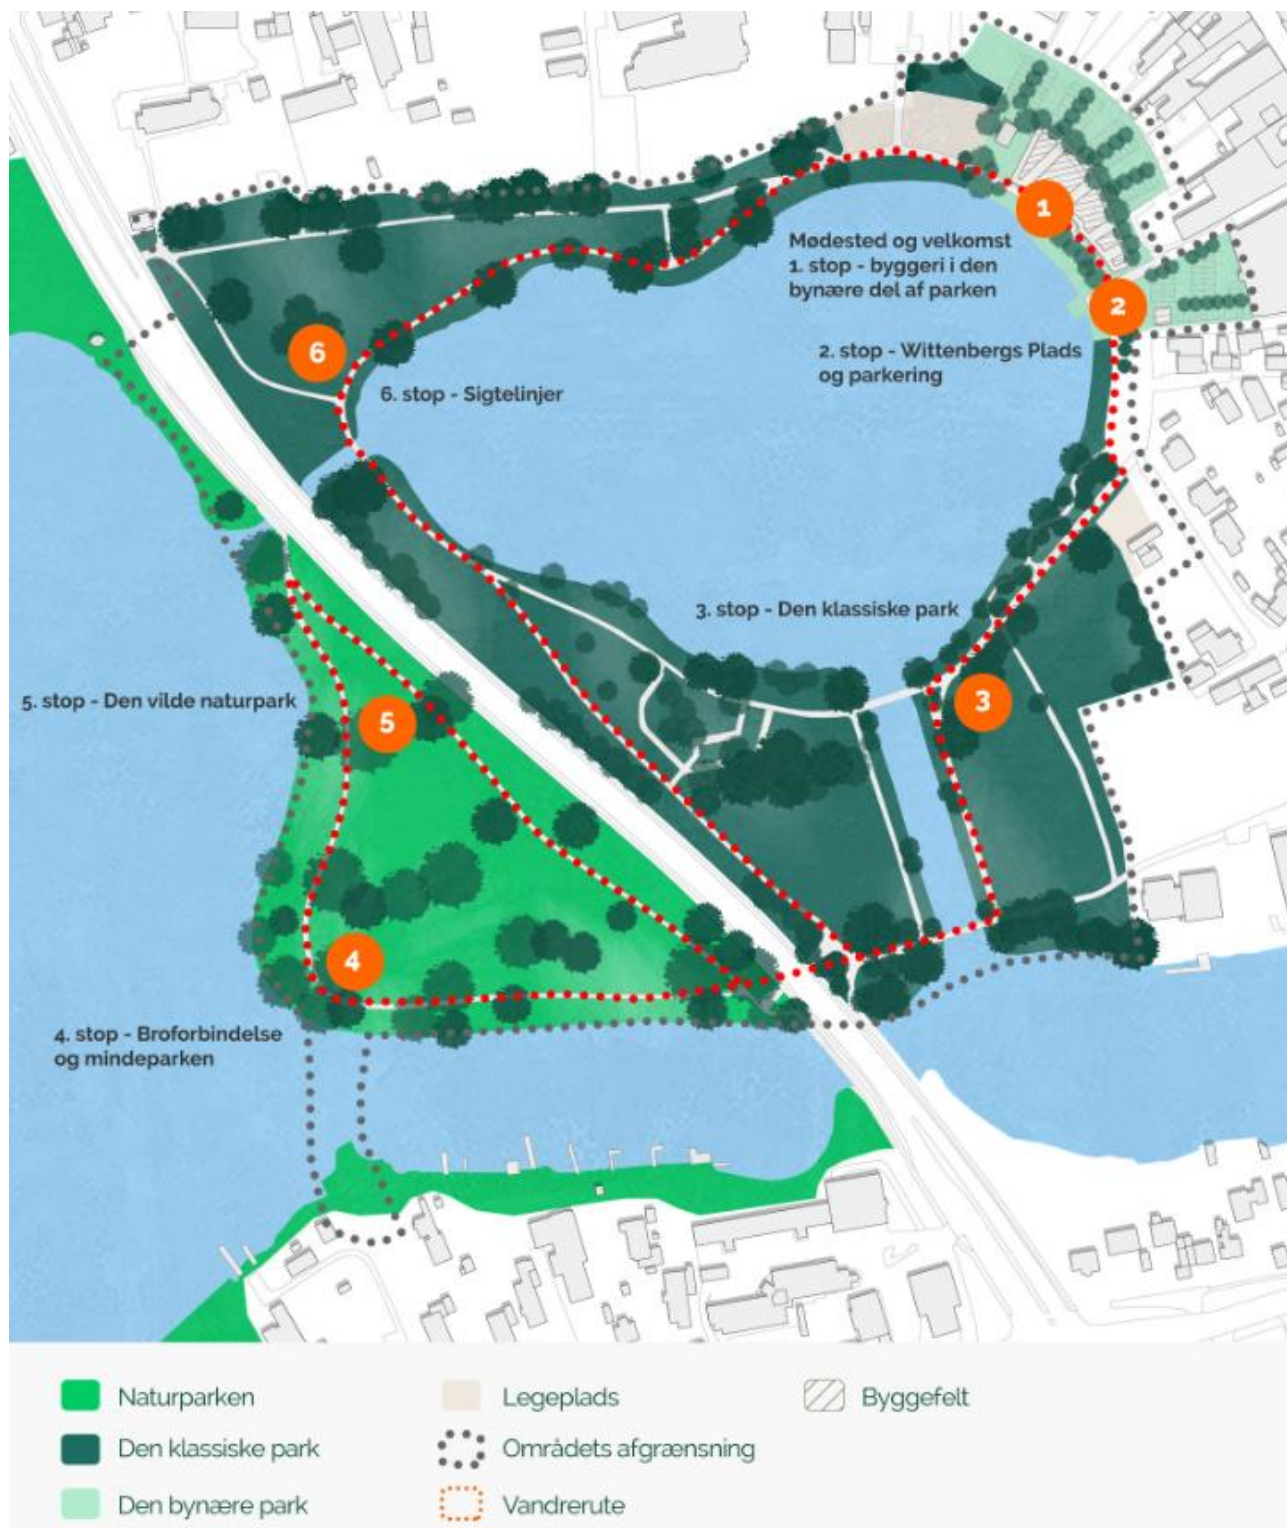 1
Mødested og velkomst
1. stop - byggeri i den
bynære del af parken
2
2. stop - Wittenbergs Plads
og parkering
6
6. stop - Sigtelinjer
3. stop - Den klassiske park
3
5. stop - Den vilde naturpark
5
4
4. stop - Broforbindelse
og mindeparken
Naturparken
Den klassiske park
Den bynære park
Legeplads
Områdets afgrænsning
Vandrerute
Byggefelt